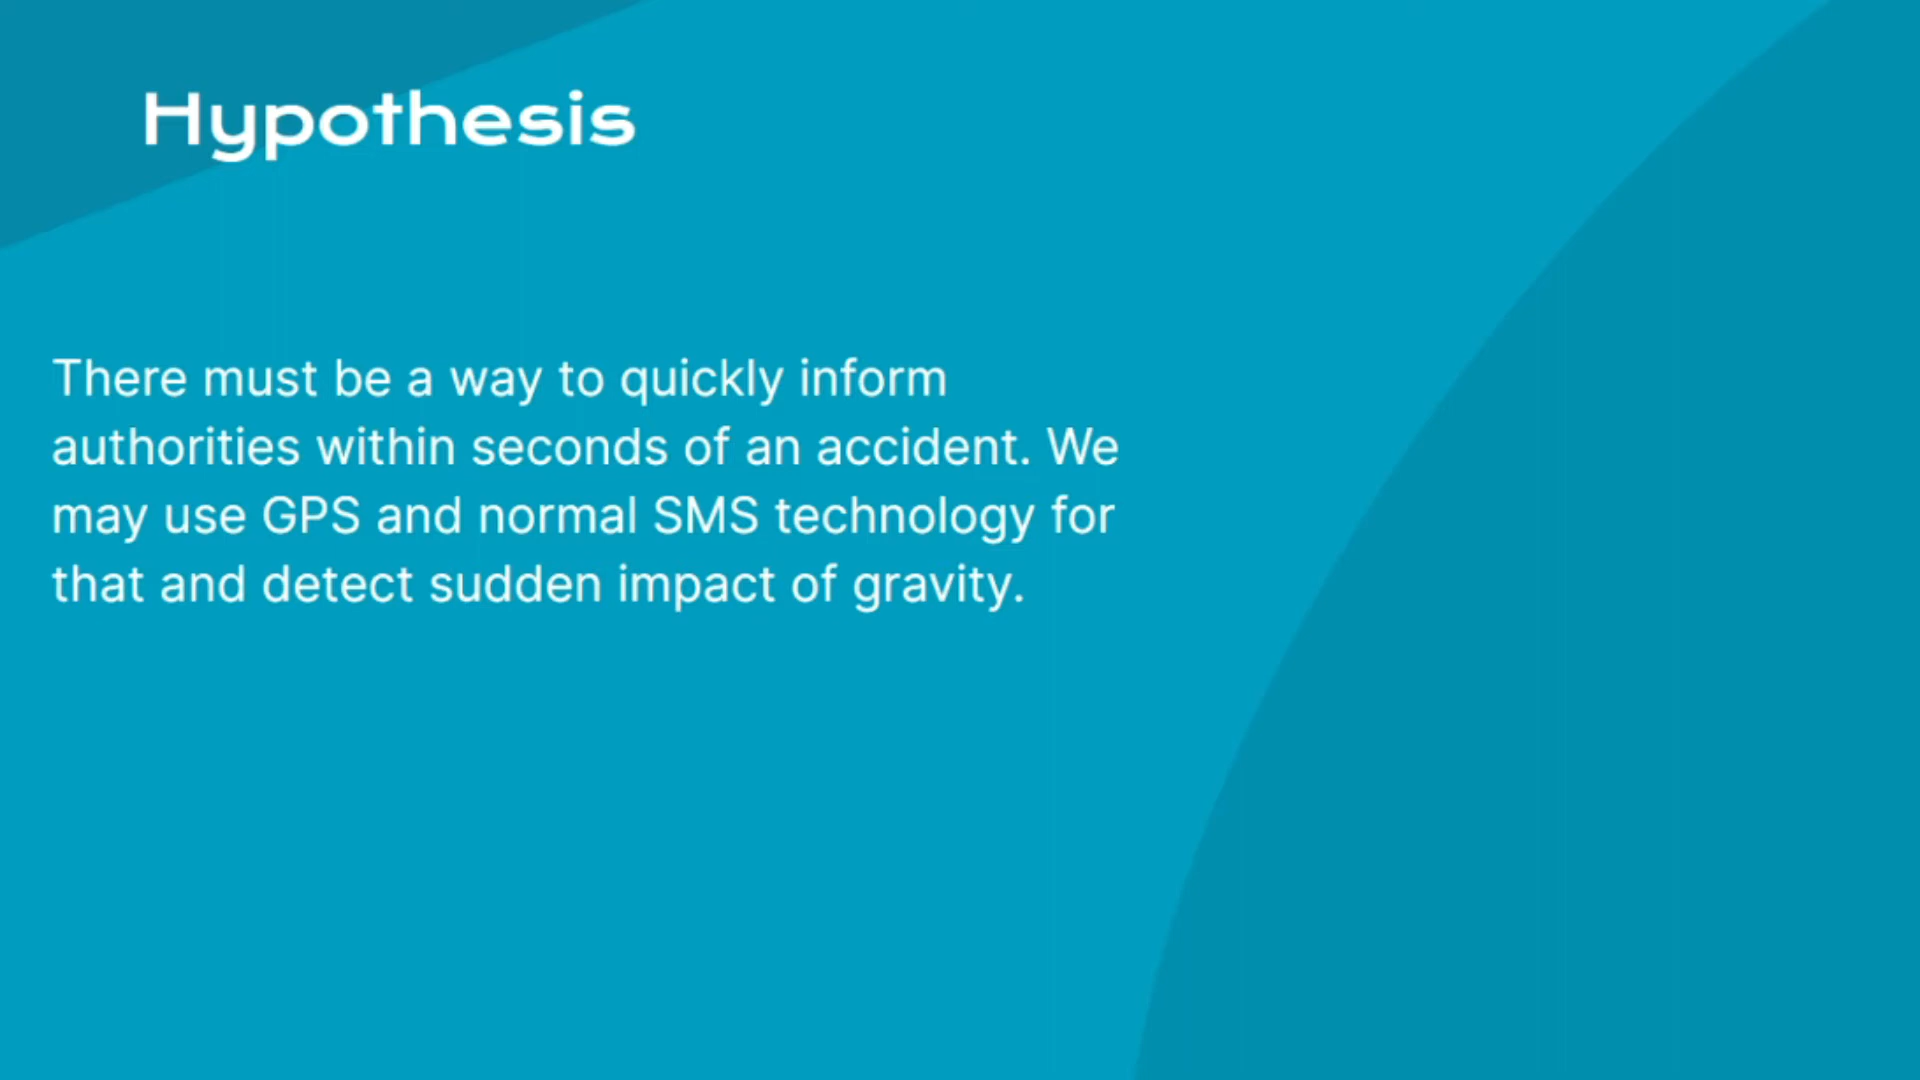 Hypothesis
There must be a way to quickly inform
authorities within seconds of an accident. We
may use GPS and normal SMS technology for
that and detect sudden impact of gravity.